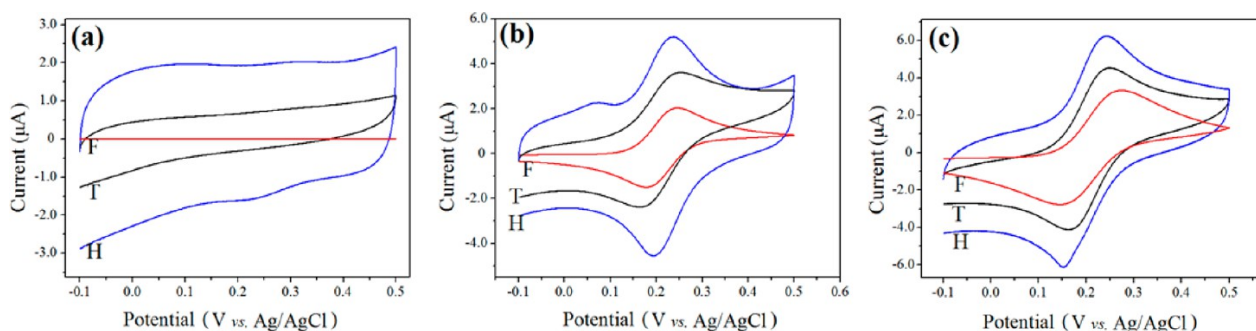 (a)
3.0
2.0
1.0
0
-1.0
-2.0
-3.0
Current (μA)
F
T
H
-0.1 0.0 0.1 0.2 0.3 0.4 0.5
Potential (V vs. Ag/AgCl)
(b)
6.0
4.0
2.0
0
-2.0
-4.0
Current (μA)
F
T
H
-0.1 0.0 0.1 0.2 0.3 0.4 0.5 0.6
Potential (V vs. Ag/AgCl)
(c)
6.0
4.0
2.0
0
-2.0
-4.0
-6.0
Current (μA)
F
T
H
-0.1 0.0 0.1 0.2 0.3 0.4 0.5
Potential (V vs. Ag/AgCl)